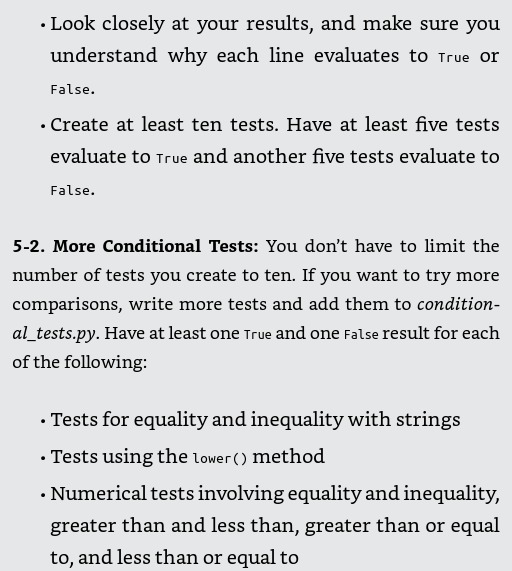 • Look closely at your results, and make sure you
understand why each line evaluates to True or
False.
• Create at least ten tests. Have at least five tests
evaluate to True and another five tests evaluate to
False.
5-2. More Conditional Tests: You don’t have to limit the
number of tests you create to ten. If you want to try more
comparisons, write more tests and add them to condition-
al_tests.py. Have at least one True and one False result for each
of the following:
• Tests for equality and inequality with strings
• Tests using the lower() method
• Numerical tests involving equality and inequality,
greater than and less than, greater than or equal
to, and less than or equal to